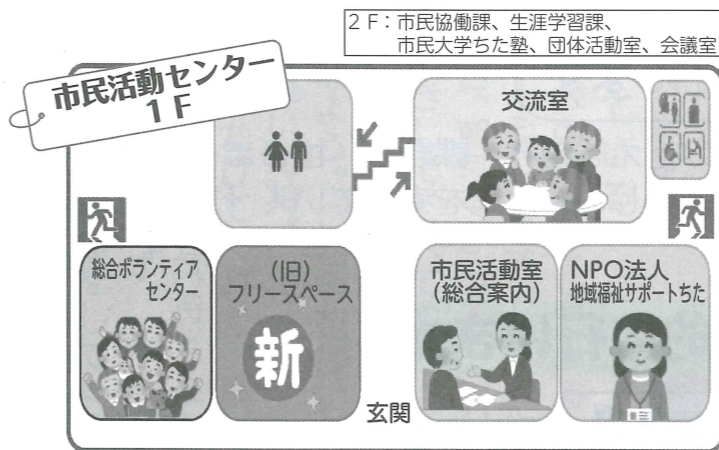 2F：市民協働課、生涯学習課、
市民大学ちた塾、団体活動室、会議室
市民活動センター
1F
交流室
総合ボランティア
センター
(旧)
フリースペース
新
市民活動室
(総合案内)
NPO法人
地域福祉サポートちた
玄関